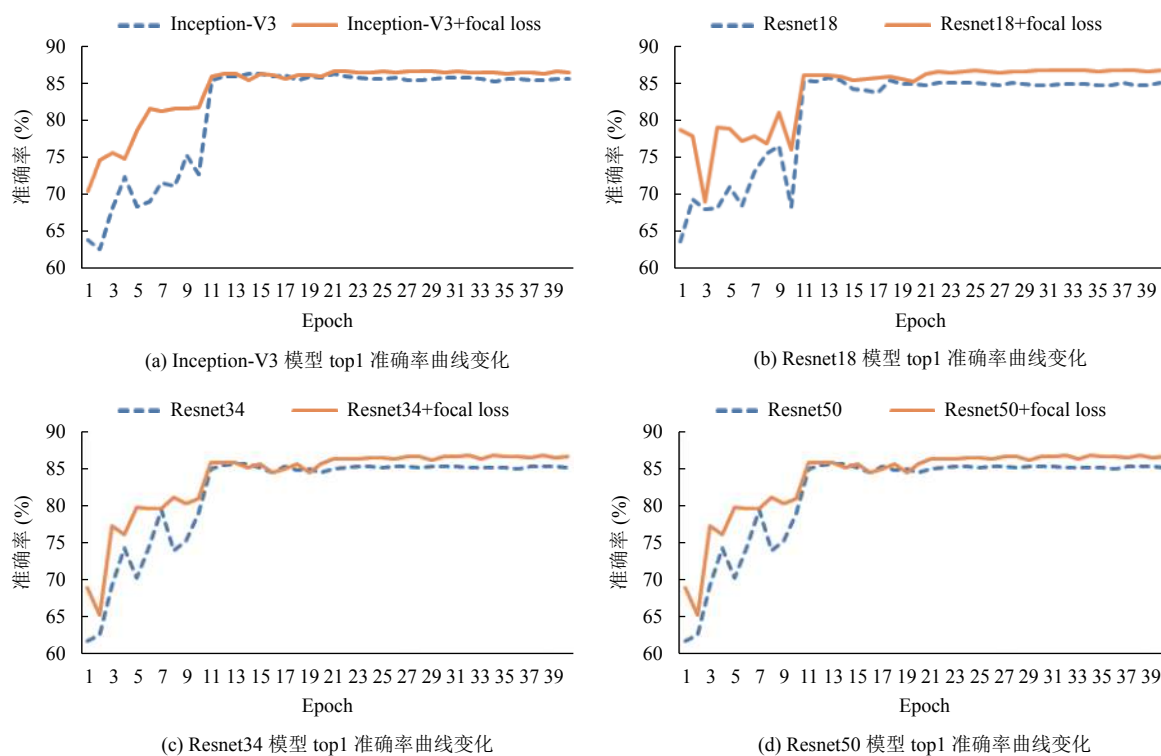 Inception-V3 Inception-V3+focal loss
90
85
80
75
70
65
60
准确率 (%)
1 3 5 7 9 11 13 15 17 19 21 23 25 27 29 31 33 35 37 39
Epoch
(a) Inception-V3 模型 top1 准确率曲线变化
Resnet18 Resnet18+focal loss
90
85
80
75
70
65
60
准确率 (%)
1 3 5 7 9 11 13 15 17 19 21 23 25 27 29 31 33 35 37 39
Epoch
(b) Resnet18 模型 top1 准确率曲线变化
Resnet34 Resnet34+focal loss
90
85
80
75
70
65
60
准确率 (%)
1 3 5 7 9 11 13 15 17 19 21 23 25 27 29 31 33 35 37 39
Epoch
(c) Resnet34 模型 top1 准确率曲线变化
Resnet50 Resnet50+focal loss
90
85
80
75
70
65
60
准确率 (%)
1 3 5 7 9 11 13 15 17 19 21 23 25 27 29 31 33 35 37 39
Epoch
(d) Resnet50 模型 top1 准确率曲线变化